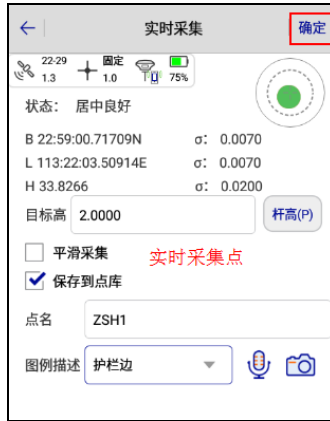 实时采集
确定
22-29
1.3
固定
1.0
75%
状态： 居中良好
B 22:59:00.71709N σ： 0.0070
L 113:22:03.50914E σ： 0.0070
H 33.8266 σ： 0.0200
目标高 2.0000 杆高(P)
平滑采集
实时采集点
保存到点库
点名 ZSH1
图例描述 护栏边